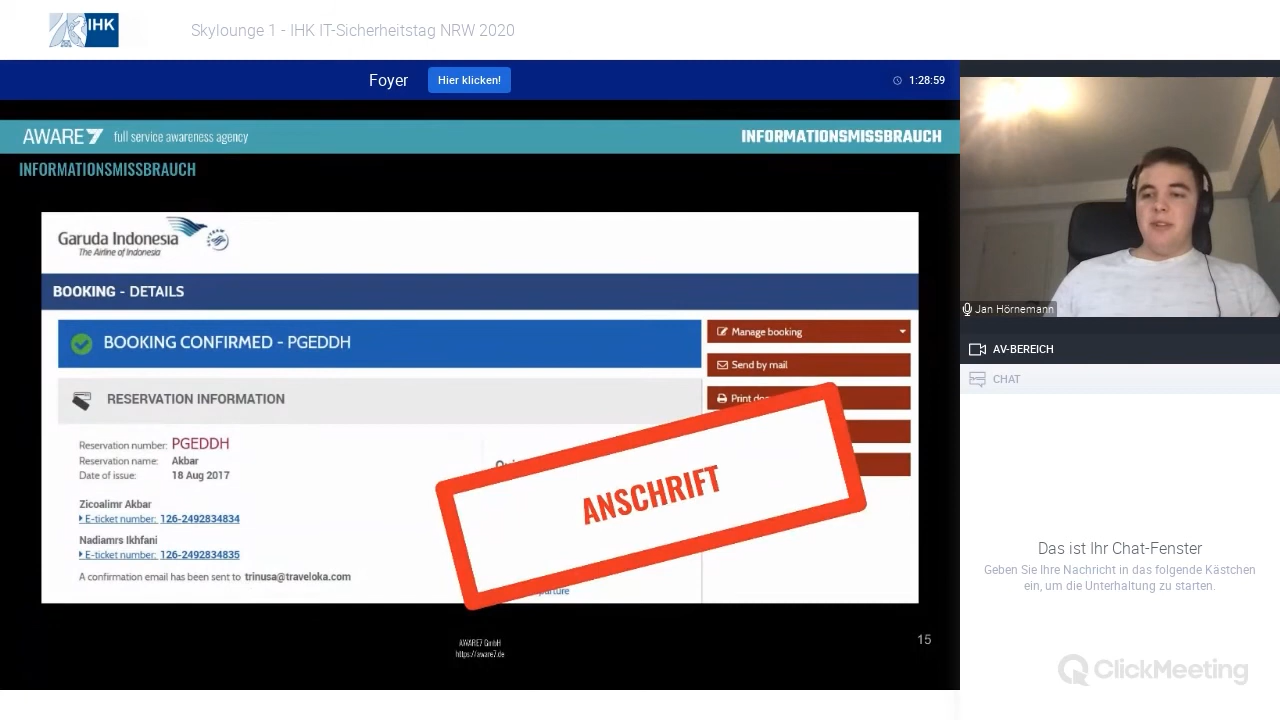 IHK
Skylounge 1 - IHK IT-Sicherheitstag NRW 2020
Foyer
Hier klicken!
1:28:59
AWARE7 full service awareness agency
INFORMATIONSMISSBRAUCH
INFORMATIONSMISSBRAUCH
Garuda Indonesia
The Airline of Indonesia
BOOKING - DETAILS
BOOKING CONFIRMED - PGEDDH
Manage booking
Send by mail
Print
RESERVATION INFORMATION
Reservation number: PGEDDH
Reservation name: Akbar
Date of issue: 18 Aug 2017
Zicoalimr Akbar
E-ticket number: 126-2492834834
Nadiamrs Ikhfani
E-ticket number: 126-2492834835
A confirmation email has been sent to trinusa@traveloka.com
ANSCHRIFT
AWARE7 GmbH
https://aware7.de
15
Jan Hörnemann
AV-BEREICH
CHAT
Das ist Ihr Chat-Fenster
Geben Sie Ihre Nachricht in das folgende Kästchen
ein, um die Unterhaltung zu starten.
ClickMeeting